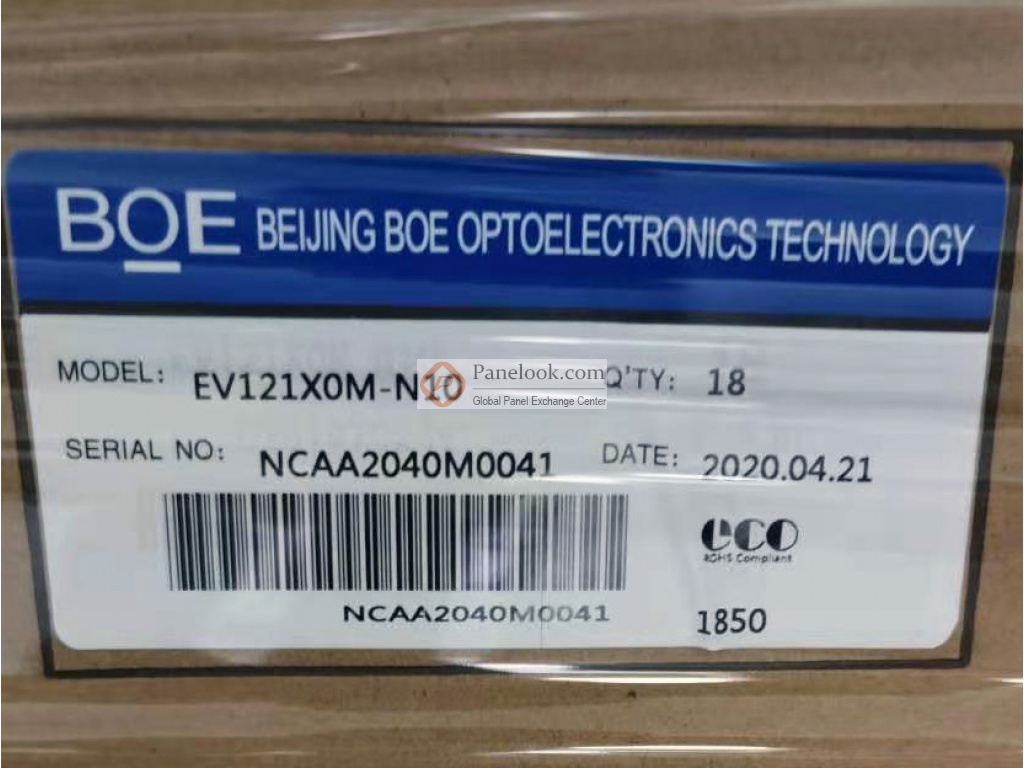 BOE BEIJING BOE OPTOELECTRONICS TECHNOLOGY
MODEL: EV121X0M-N10 Q'TY: 18
Panelook.com
Global Panel Exchange Center
SERIAL NO: NCAA2040M0041 DATE: 2020.04.21
eco
ROHS Compliant
NCAA2040M0041
1850